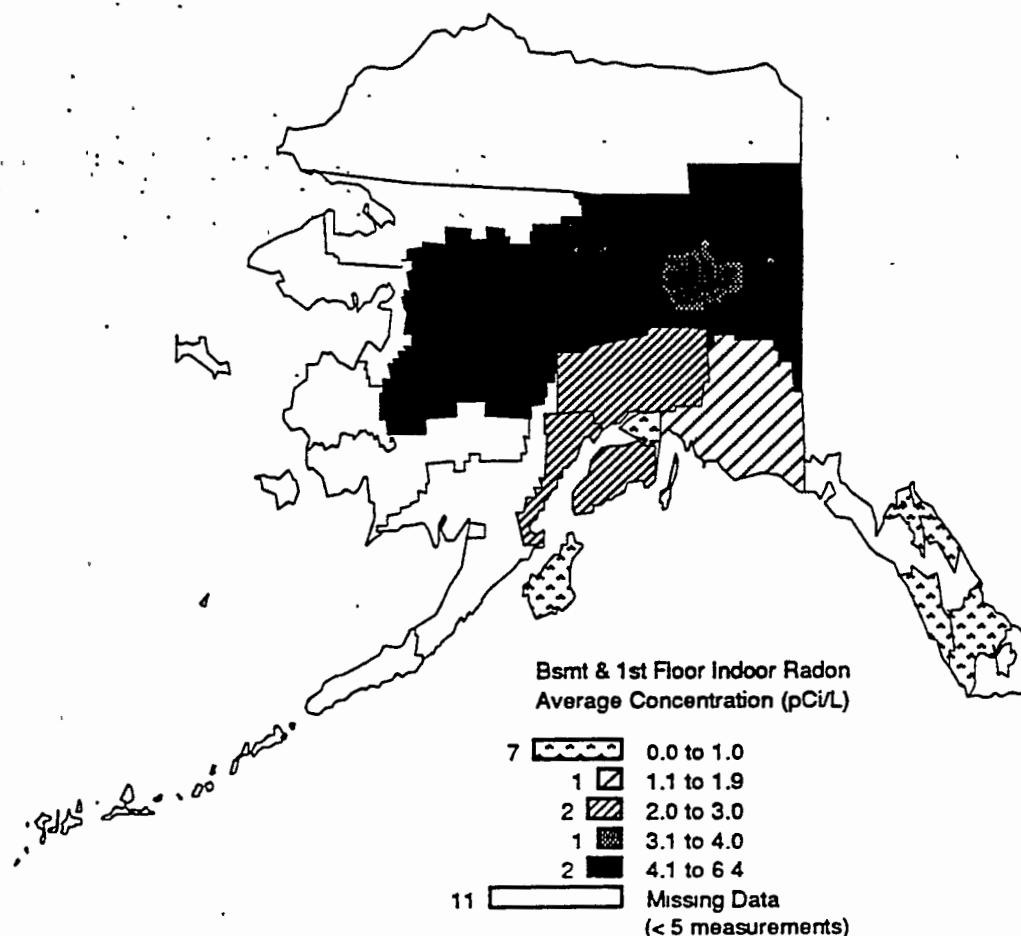 Bsmt & 1st Floor Indoor Radon
Average Concentration (pCi/L)
7 0.0 to 1.0
1 1.1 to 1.9
2 2.0 to 3.0
1 3.1 to 4.0
2 4.1 to 6 4
11 Missing Data
(< 5 measurements)